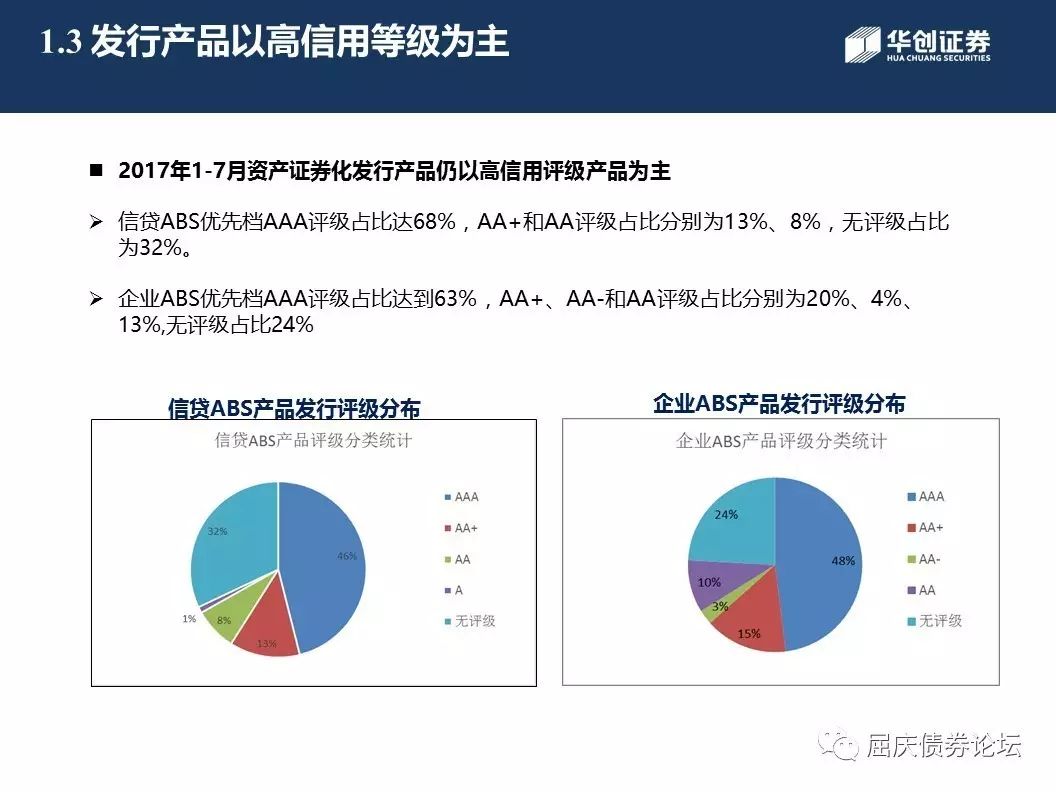 1.3 发行产品以高信用等级为主
华创证券
HUA CHUANG SECURITIES
■ 2017年1-7月资产证券化发行产品仍以高信用评级产品为主
➢ 信贷ABS优先档AAA评级占比达68%，AA+和AA评级占比分别为13%、8%，无评级占比
为32%。
➢ 企业ABS优先档AAA评级占比达到63%，AA+、AA-和AA评级占比分别为20%、4%、
13%,无评级占比24%
信贷ABS产品发行评级分布
信贷ABS产品评级分类统计
46%
13%
8%
1%
32%
AAA
AA+
AA
A
无评级
企业ABS产品发行评级分布
企业ABS产品评级分类统计
48%
15%
3%
10%
24%
AAA
AA+
AA-
AA
无评级
屈庆债券论坛